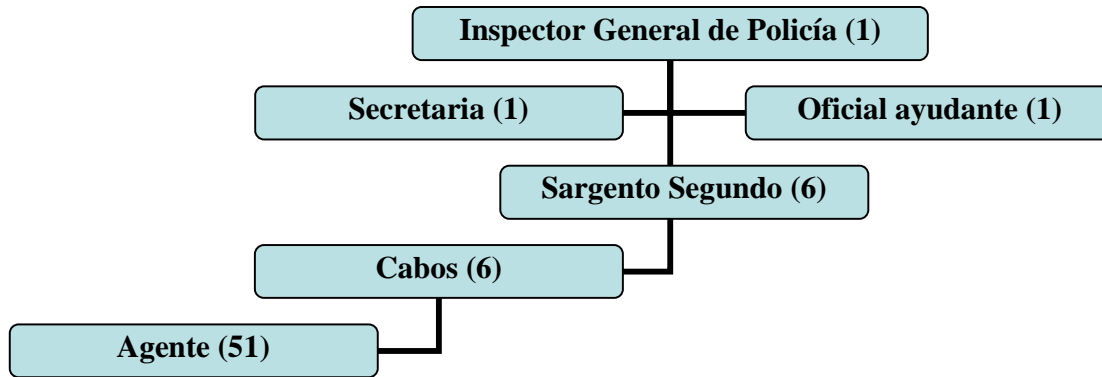 Inspector General de Policía (1)
Secretaria (1)
Oficial ayudante (1)
Sargento Segundo (6)
Cabos (6)
Agente (51)